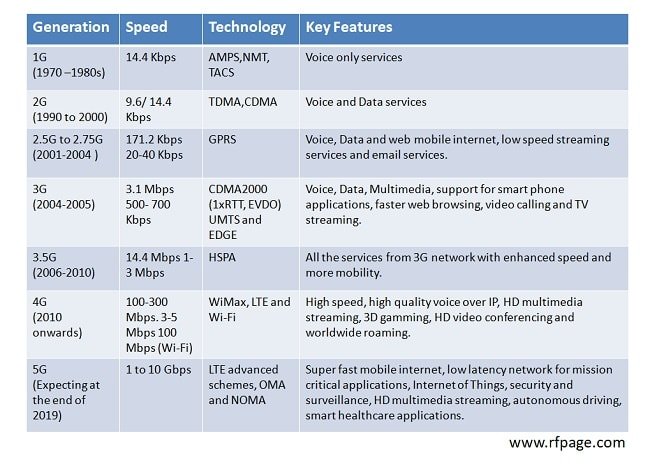 Generation Speed Technology Key Features
1G 14.4 Kbps AMPS,NMT, Voice only services
(1970 –1980s) TACS
2G 9.6/ 14.4 TDMA,CDMA Voice and Data services
(1990 to 2000) Kbps
2.5G to 2.75G 171.2 Kbps GPRS Voice, Data and web mobile internet, low speed streaming
(2001-2004 ) 20-40 Kbps services and email services.
3G 3.1 Mbps CDMA2000 Voice, Data, Multimedia, support for smart phone
(2004-2005) 500- 700 (1xRTT, EVDO) applications, faster web browsing, video calling and TV
Kbps UMTS and streaming.
EDGE
3.5G 14.4 Mbps 1- HSPA All the services from 3G network with enhanced speed and
(2006-2010) 3 Mbps more mobility.
4G 100-300 WiMax, LTE and High speed, high quality voice over IP, HD multimedia
(2010 Mbps. 3-5 Wi-Fi streaming, 3D gamming, HD video conferencing and
onwards) Mbps 100 worldwide roaming.
Mbps (Wi-Fi)
5G 1 to 10 Gbps LTE advanced Super fast mobile internet, low latency network for mission
(Expecting at schemes, OMA critical applications, Internet of Things, security and
the end of and NOMA surveillance, HD multimedia streaming, autonomous driving,
2019) smart healthcare applications.
www.rfpage.com